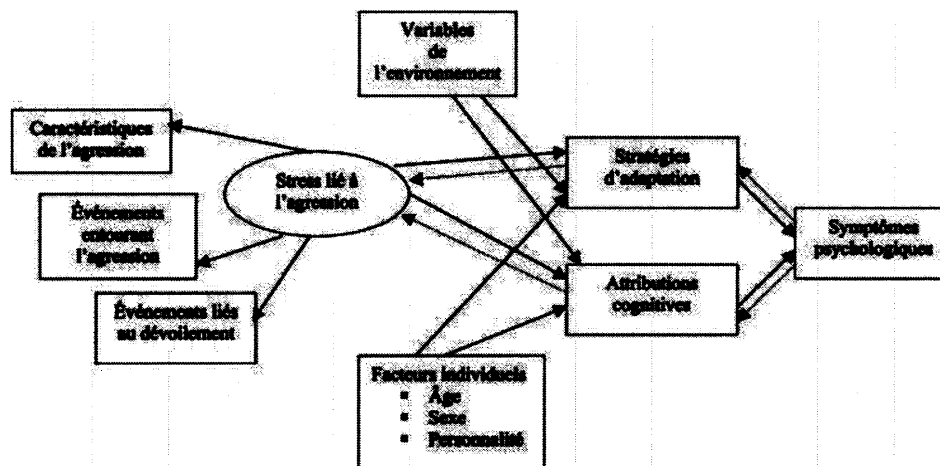 Variables
de
l'environnement
Caractéristiques
de l'agression
Stress lié à
l'agression
Stratégies
d'adaptation
Événements
entourant
l'agression
Symptômes
psychologiques
Attributions
cognitives
Événements liés
au dévoilement
Facteurs individuels
▪ Âge
▪ Sexe
▪ Personnalité